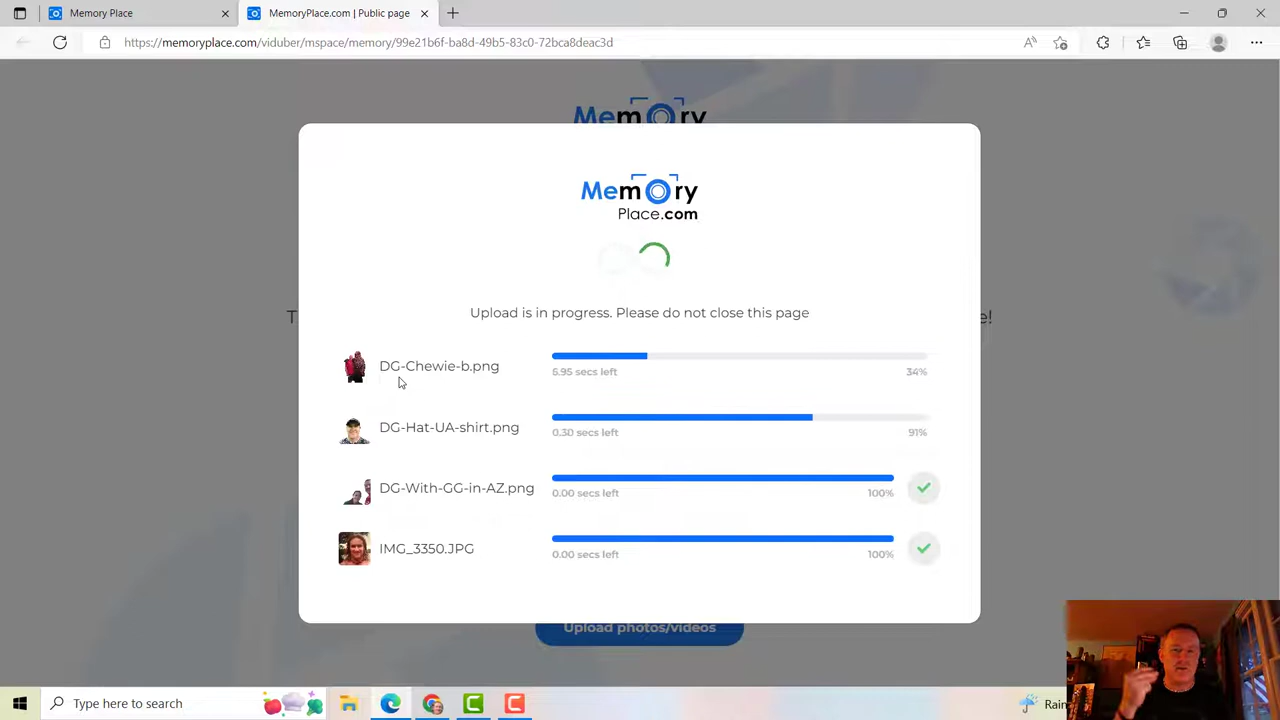 Memory Place
MemoryPlace.com | Public page
https://memoryplace.com/viduber/mspace/memory/99e21b6f-ba8d-49b5-83c0-72bca8deac3d
Memory
Memory
Place.com
T
e!
Upload is in progress. Please do not close this page
DG-Chewie-b.png
6.95 secs left
34%
DG-Hat-UA-shirt.png
0.30 secs left
91%
DG-With-GG-in-AZ.png
0.00 secs left
100%
IMG_3350.JPG
0.00 secs left
100%
Upload photos/videos
Type here to search
Rain